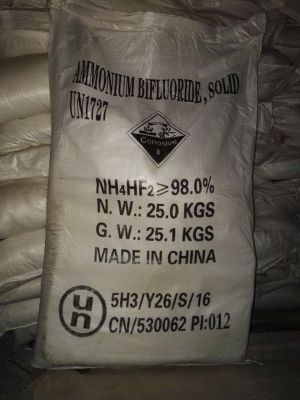 AMMONIUM BIFLUORIDE, SOLID
UN1727
Corrosive
8
NH4HF2≥98.0%
N. W.: 25.0 KGS
G. W.: 25.1 KGS
MADE IN CHINA
un
5H3/Y26/S/16
CN/530062 PI:012